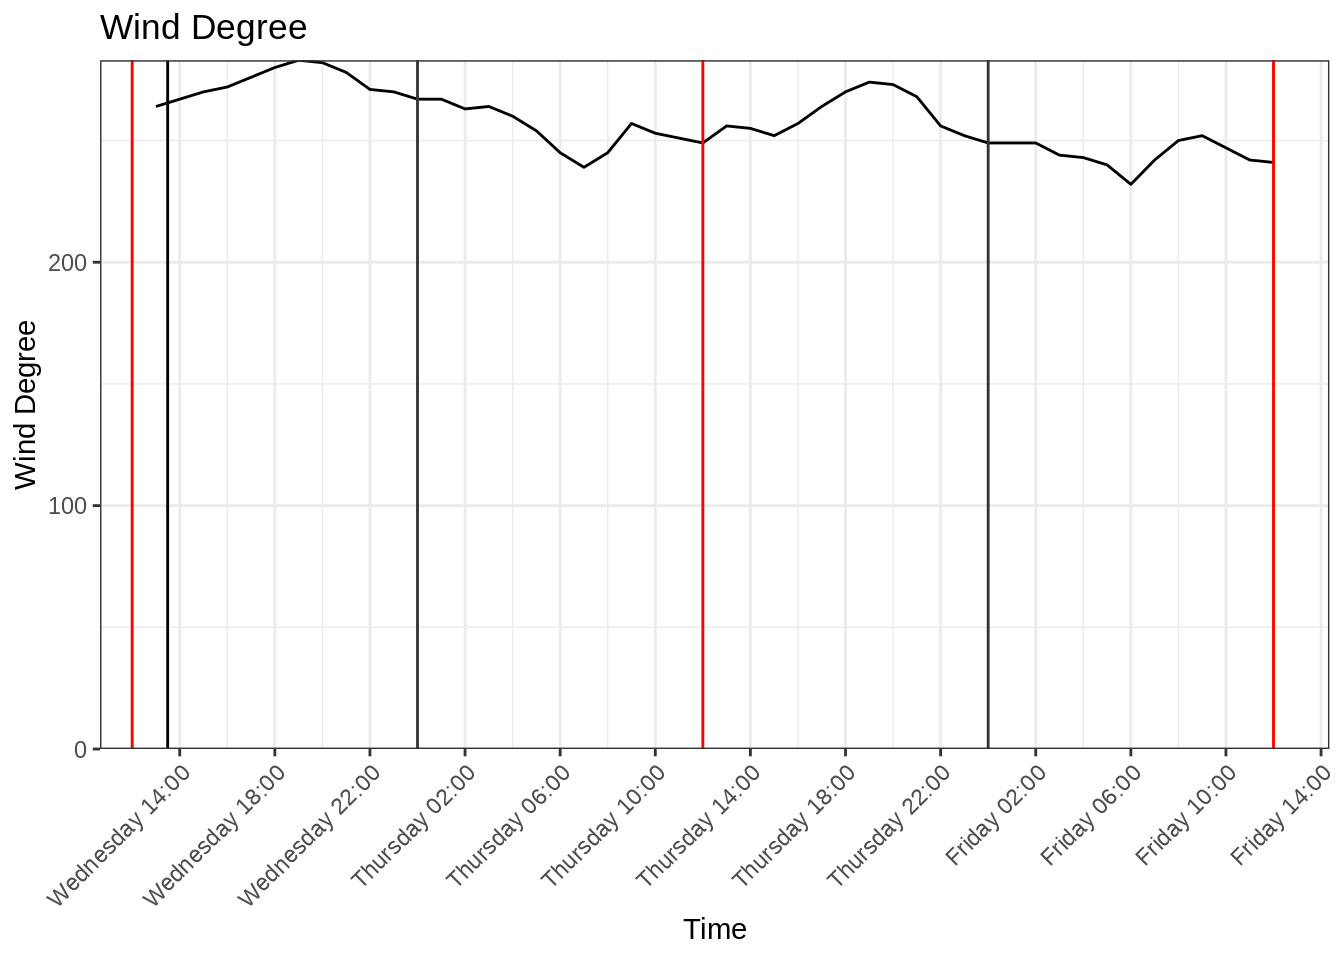 Wind Degree
Wind Degree
200
100
0
Wednesday 14:00
Wednesday 18:00
Wednesday 22:00
Thursday 02:00
Thursday 06:00
Thursday 10:00
Thursday 14:00
Thursday 18:00
Thursday 22:00
Friday 02:00
Friday 06:00
Friday 10:00
Friday 14:00
Time